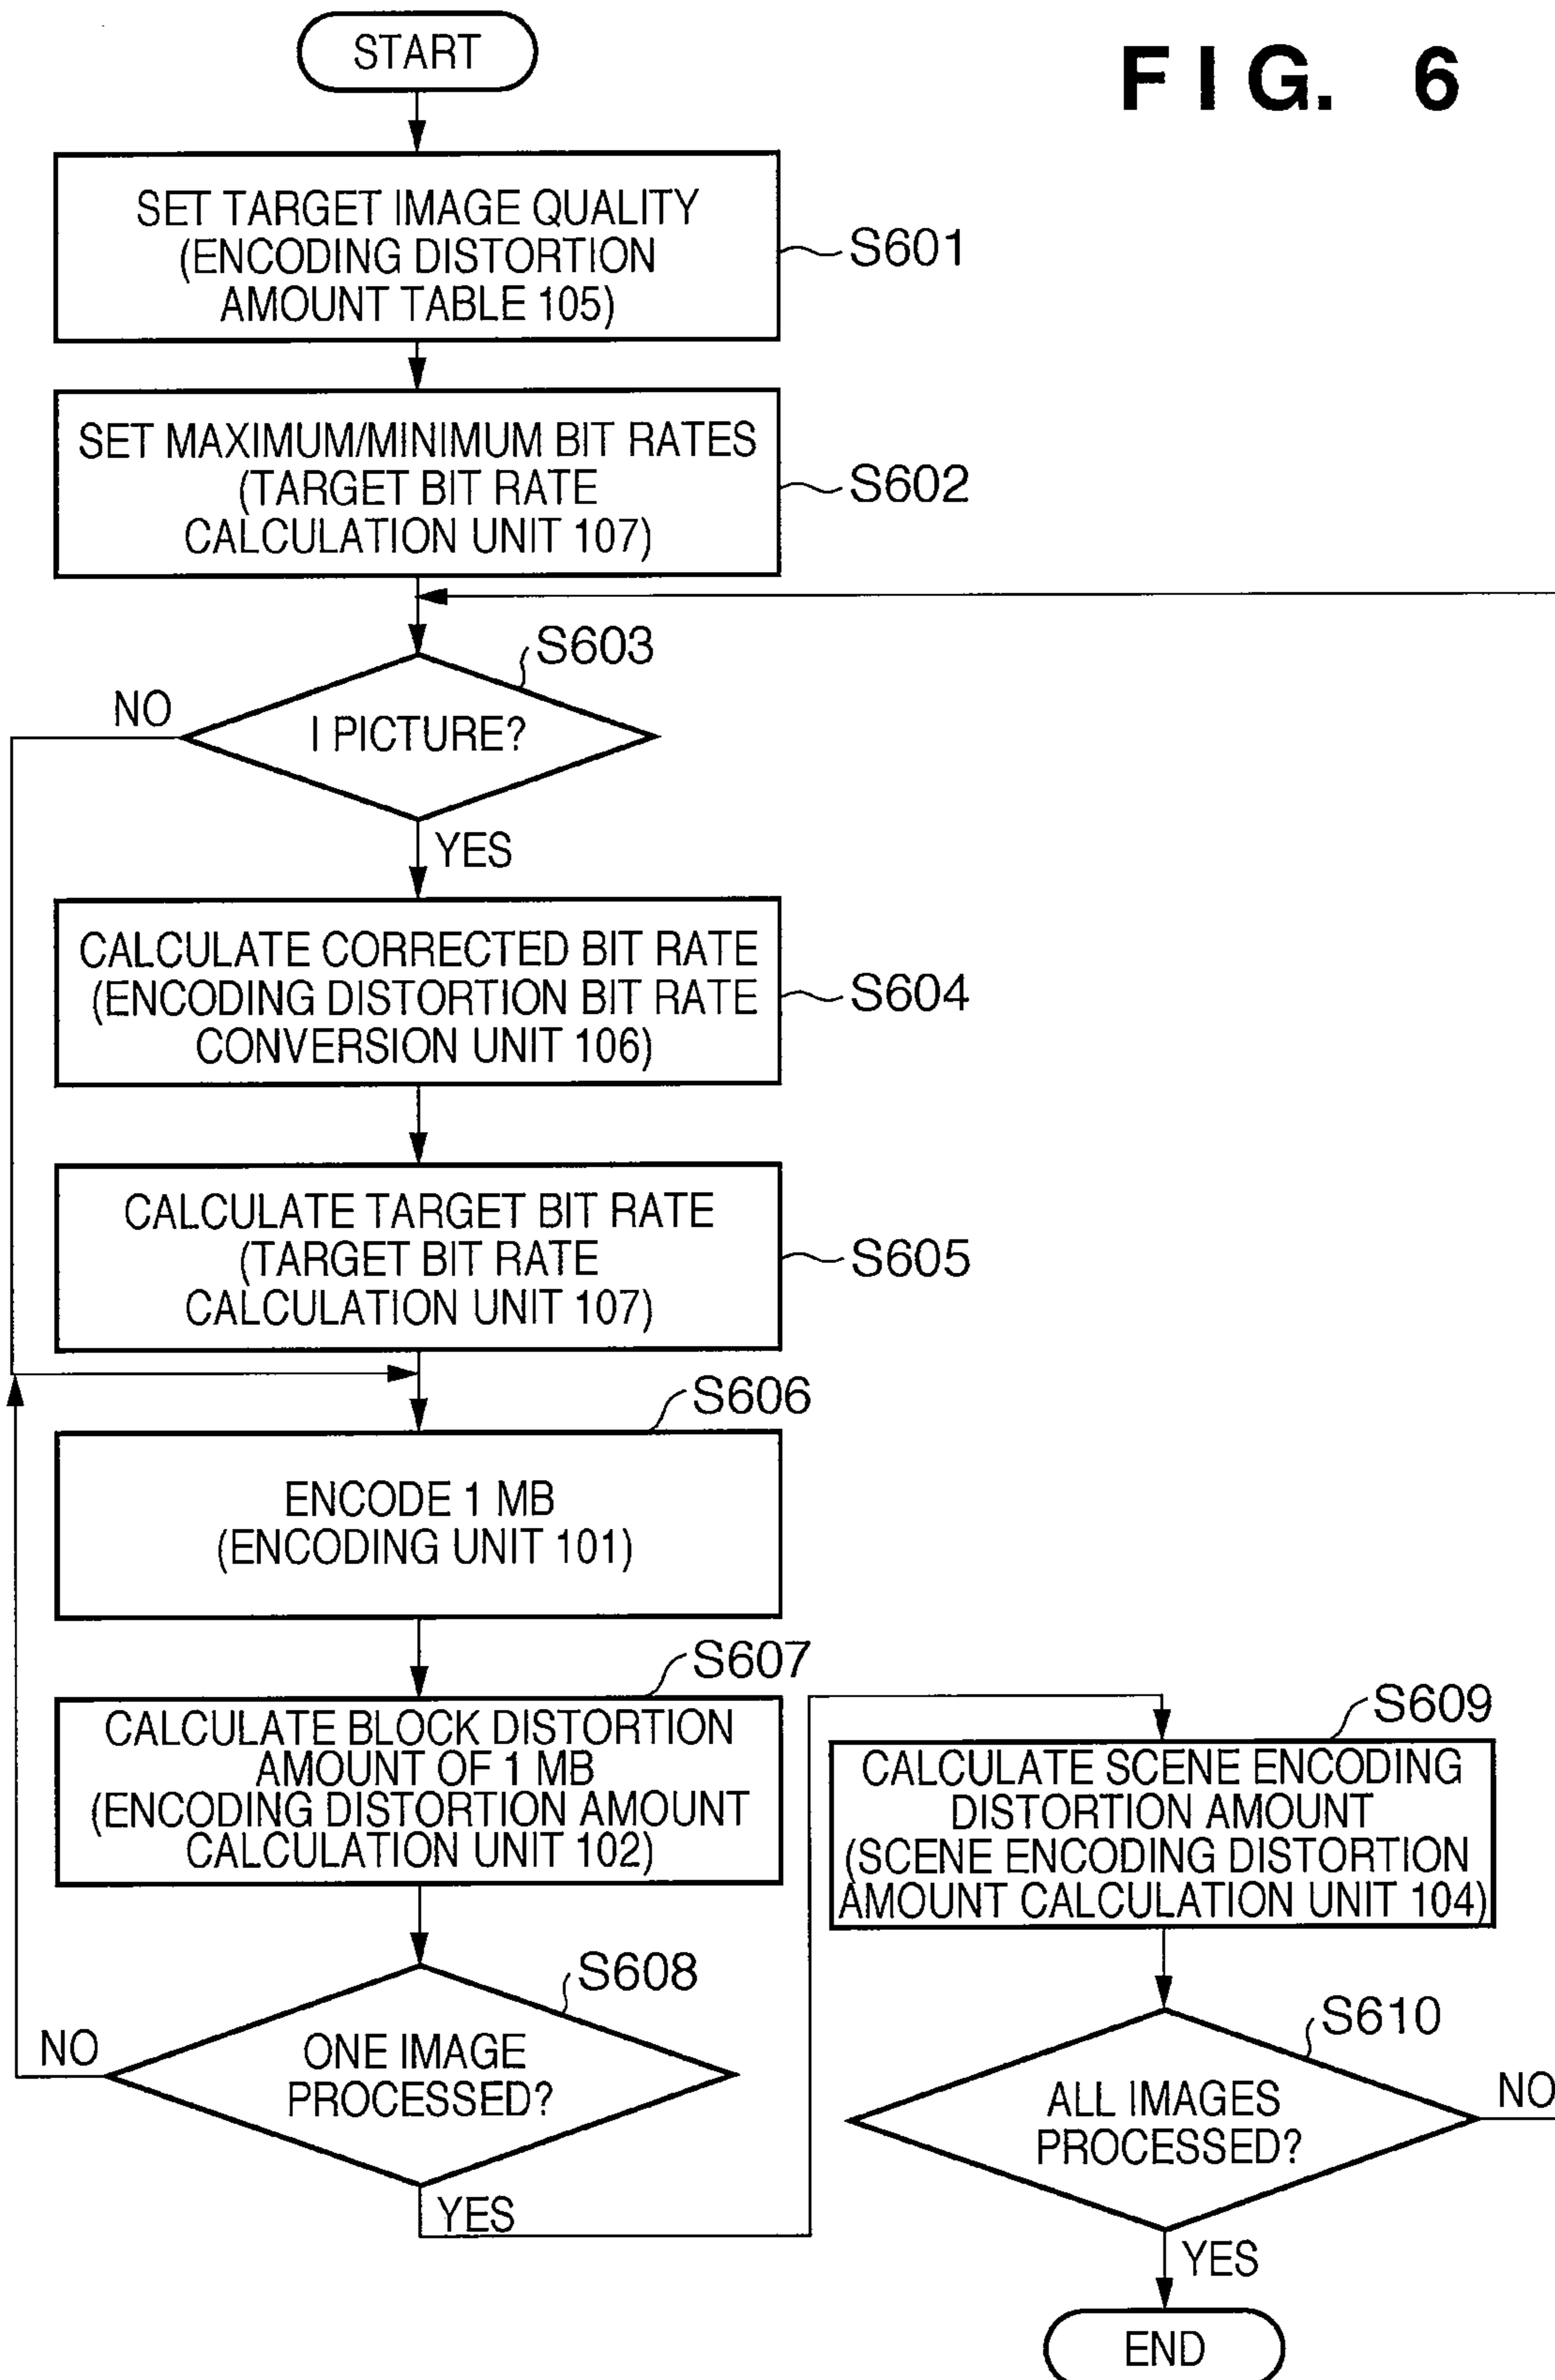 START
FIG. 6
SET TARGET IMAGE QUALITY
(ENCODING DISTORTION
AMOUNT TABLE 105)
S601
SET MAXIMUM/MINIMUM BIT RATES
(TARGET BIT RATE
CALCULATION UNIT 107)
S602
S603
NO
I PICTURE?
YES
CALCULATE CORRECTED BIT RATE
(ENCODING DISTORTION BIT RATE
CONVERSION UNIT 106)
S604
CALCULATE TARGET BIT RATE
(TARGET BIT RATE
CALCULATION UNIT 107)
S605
S606
ENCODE 1 MB
(ENCODING UNIT 101)
S607
CALCULATE BLOCK DISTORTION
AMOUNT OF 1 MB
(ENCODING DISTORTION AMOUNT
CALCULATION UNIT 102)
S608
NO
ONE IMAGE
PROCESSED?
YES
S609
CALCULATE SCENE ENCODING
DISTORTION AMOUNT
(SCENE ENCODING DISTORTION
AMOUNT CALCULATION UNIT 104)
S610
ALL IMAGES
PROCESSED?
NO
YES
END